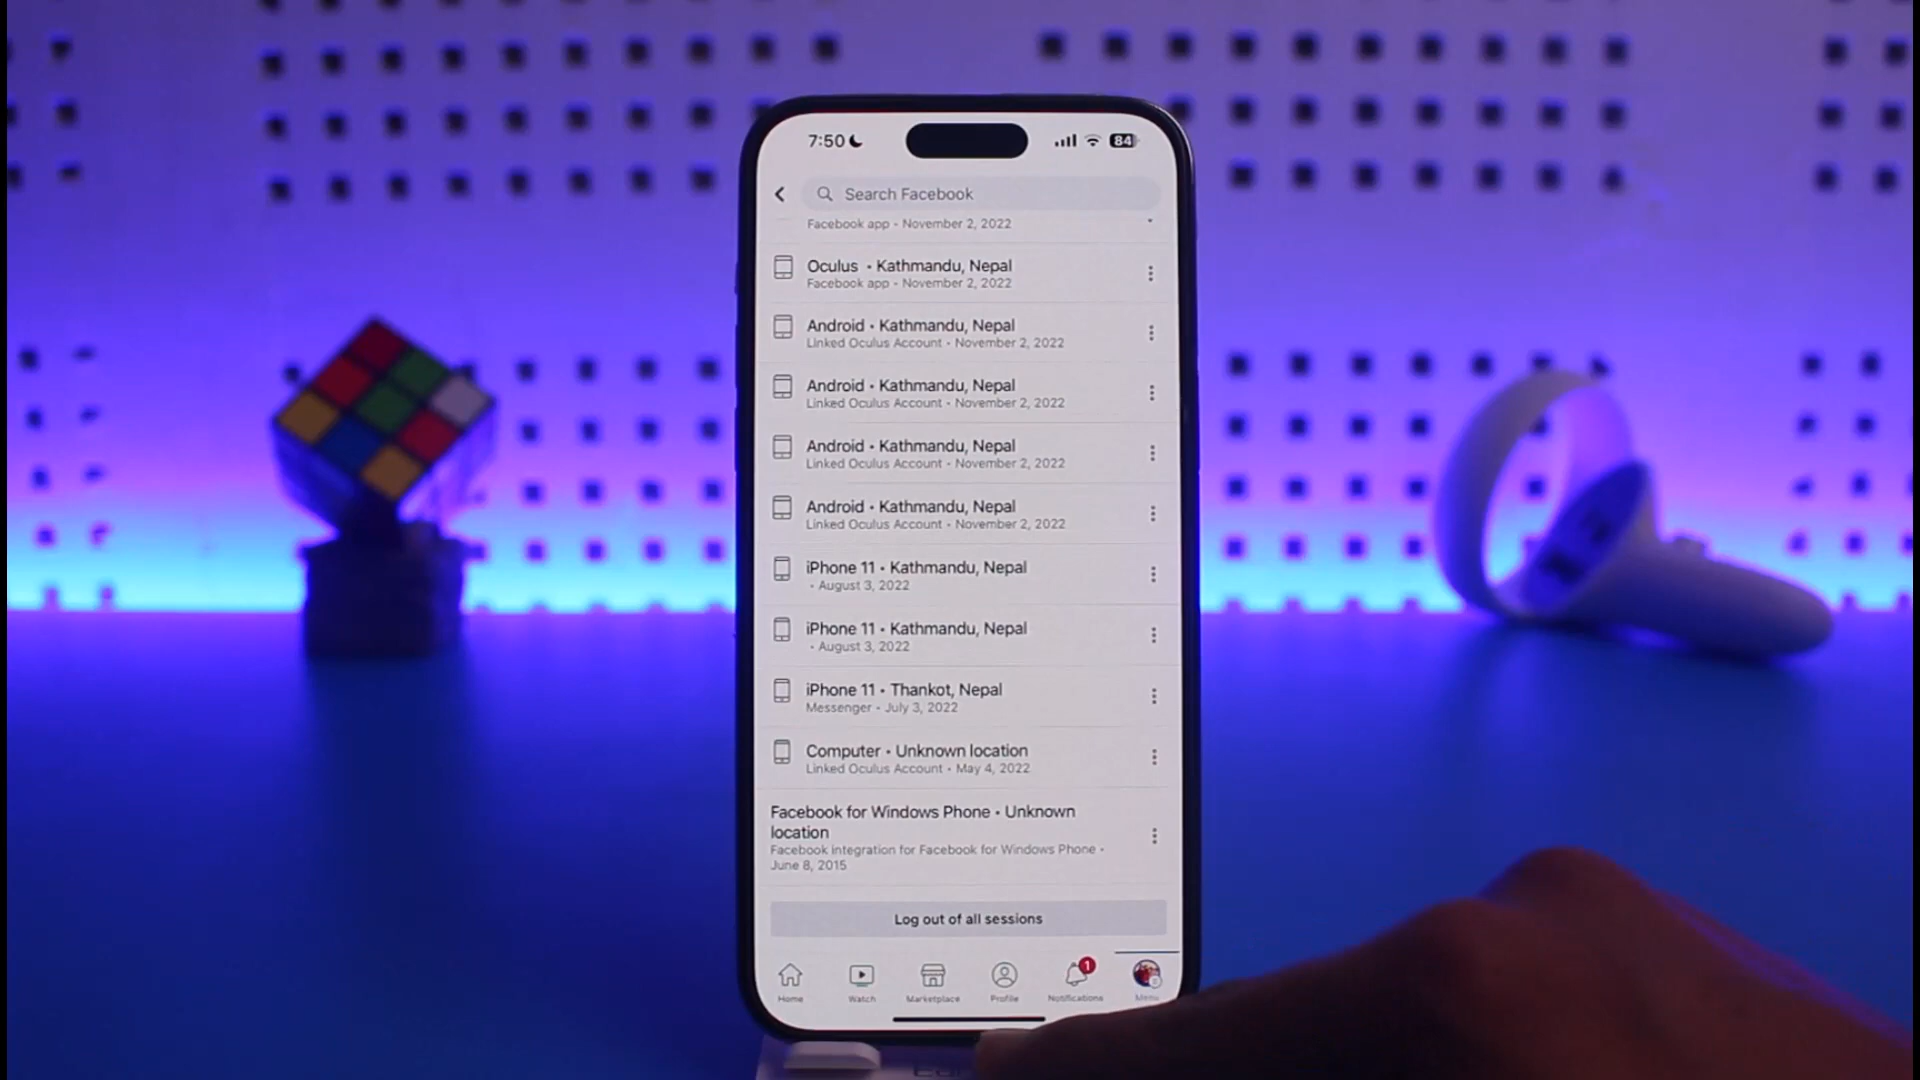 7:50
84
Search Facebook
Facebook app • November 2, 2022
Oculus • Kathmandu, Nepal
Facebook app • November 2, 2022
Android • Kathmandu, Nepal
Linked Oculus Account • November 2, 2022
Android • Kathmandu, Nepal
Linked Oculus Account • November 2, 2022
Android • Kathmandu, Nepal
Linked Oculus Account • November 2, 2022
Android • Kathmandu, Nepal
Linked Oculus Account • November 2, 2022
iPhone 11 • Kathmandu, Nepal
• August 3, 2022
iPhone 11 • Kathmandu, Nepal
• August 3, 2022
iPhone 11 • Thankot, Nepal
Messenger • July 3, 2022
Computer • Unknown location
Linked Oculus Account • May 4, 2022
Facebook for Windows Phone • Unknown
location
Facebook integration for Facebook for Windows Phone •
June 8, 2015
Log out of all sessions
1
Home Watch Marketplace Profile Notifications Menu